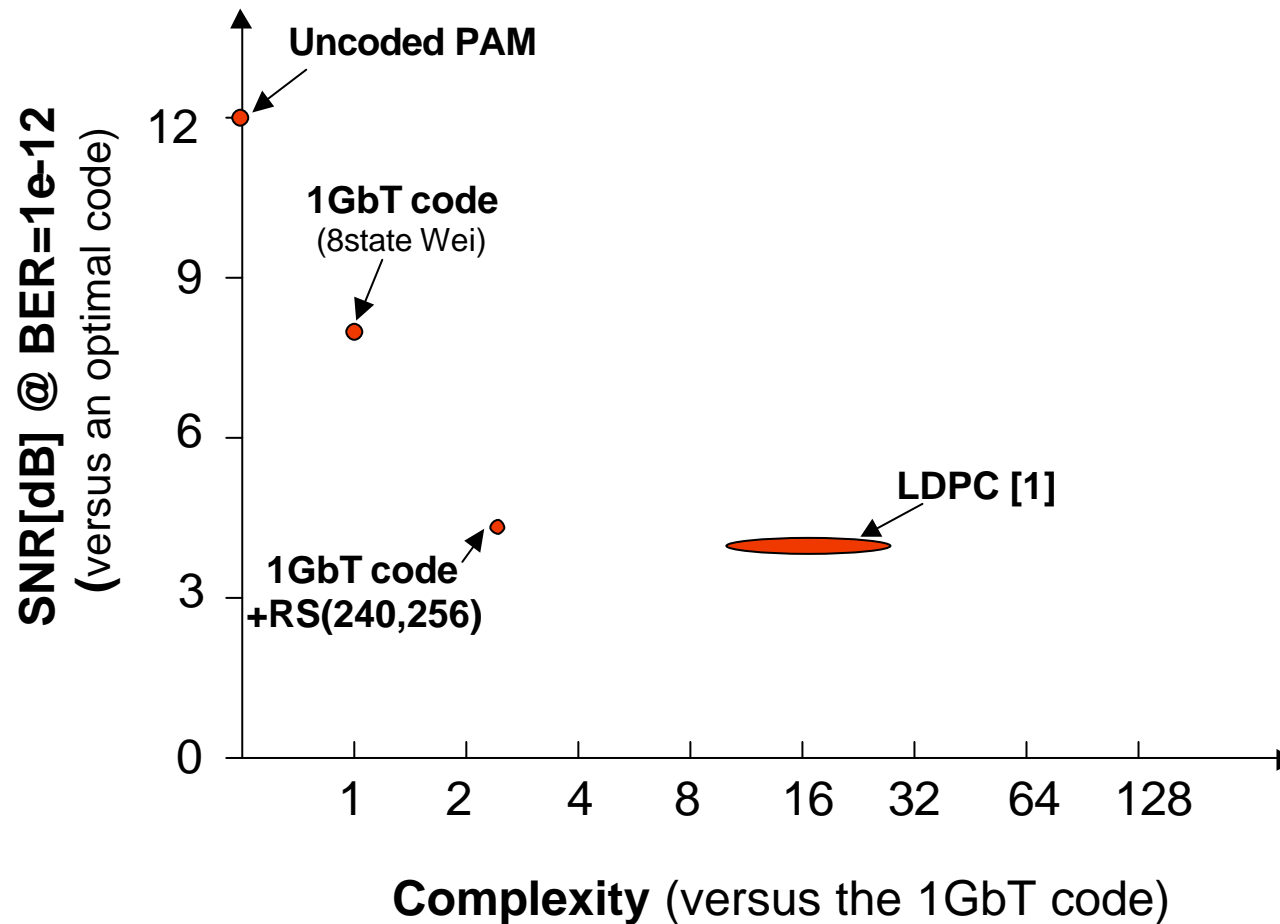 Uncoded PAM
12
1GbT code
(8state Wei)
9
6
LDPC [1]
1GbT code
+RS(240,256)
3
0
1 2 4 8 16 32 64 128
SNR[dB] @ BER=1e-12
(versus an optimal code)
Complexity (versus the 1GbT code)